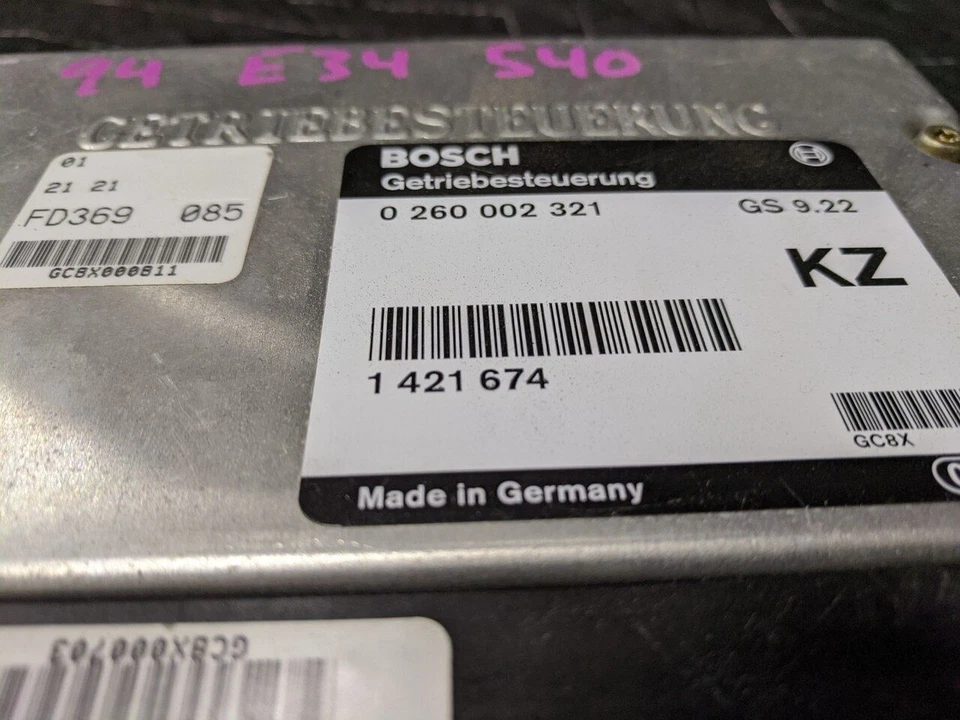 94 E34 540
GETRIEBESTEUERUNG
01
21 21
FD369 085
GC8X000811
BOSCH
Getriebesteuerung
0 260 002 321 GS 9.22
KZ
1 421 674
GC8X
Made in Germany
GC8X000703